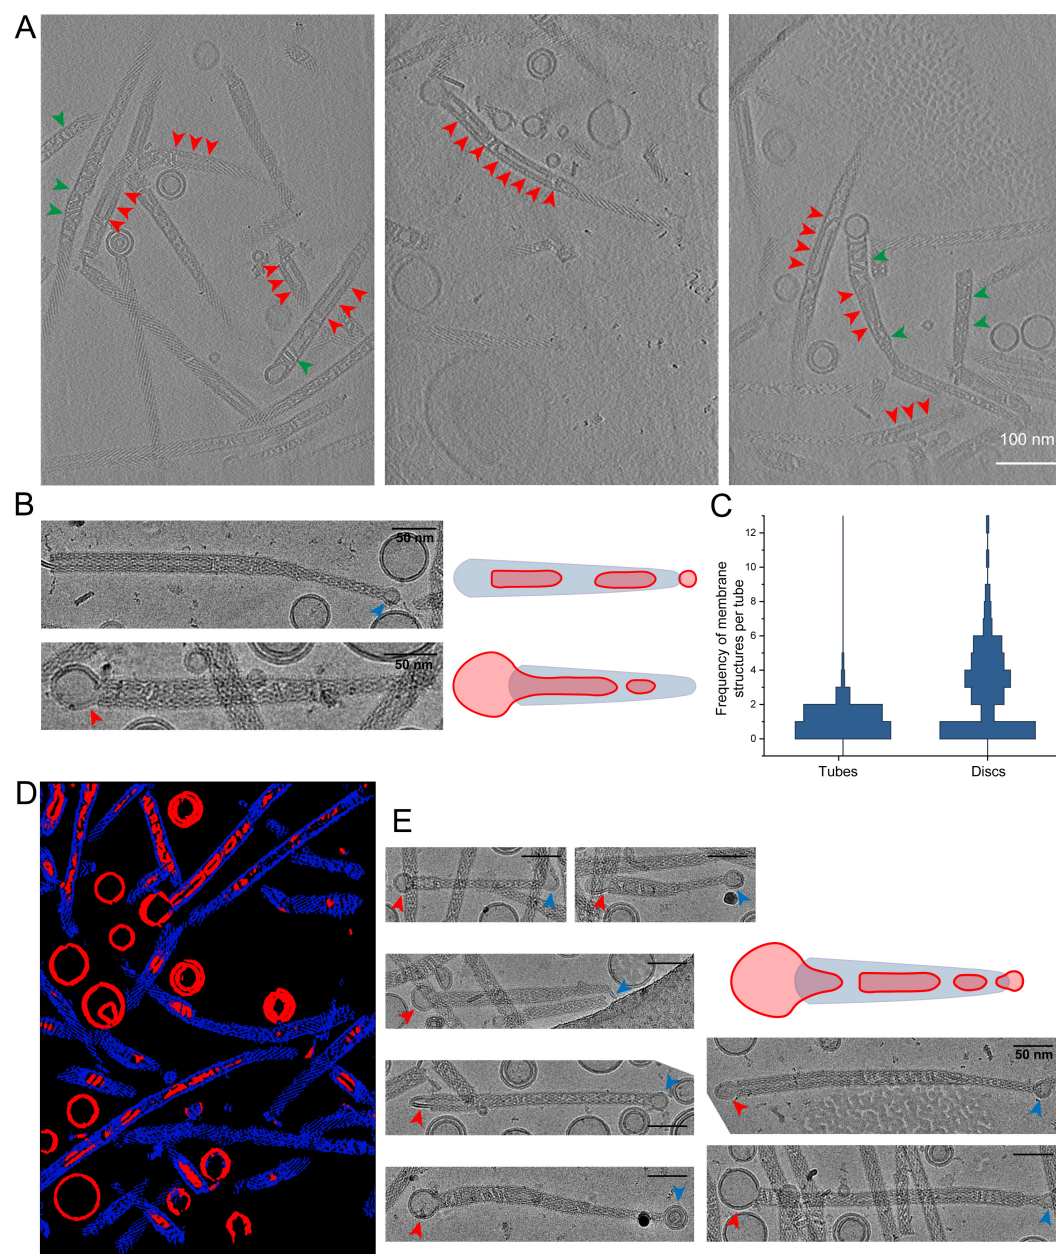 A
100 nm
B
50 nm
50 nm
C
Frequency of membrane
structures per tube
12
10
8
6
4
2
0
Tubes
Discs
D
E
50 nm